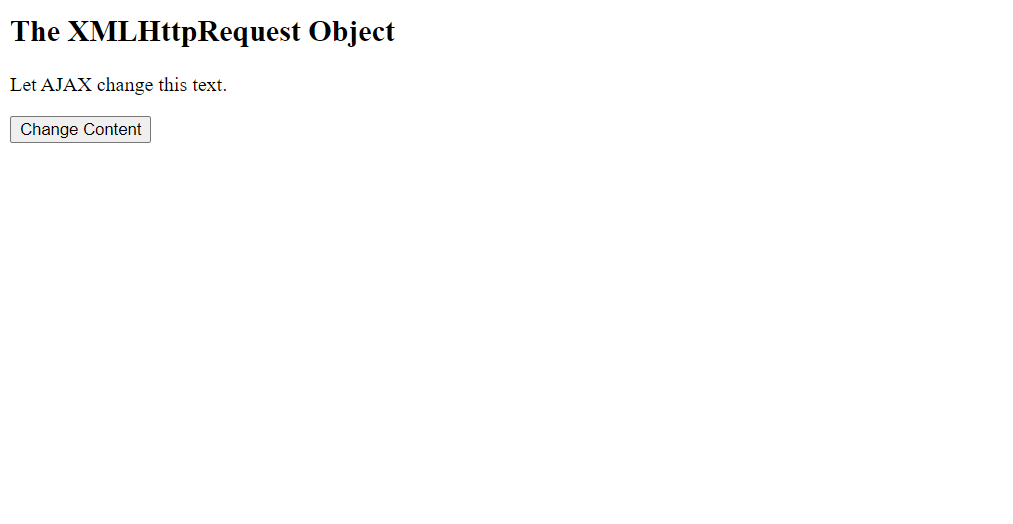 The XMLHttpRequest Object
Let AJAX change this text.
Change Content